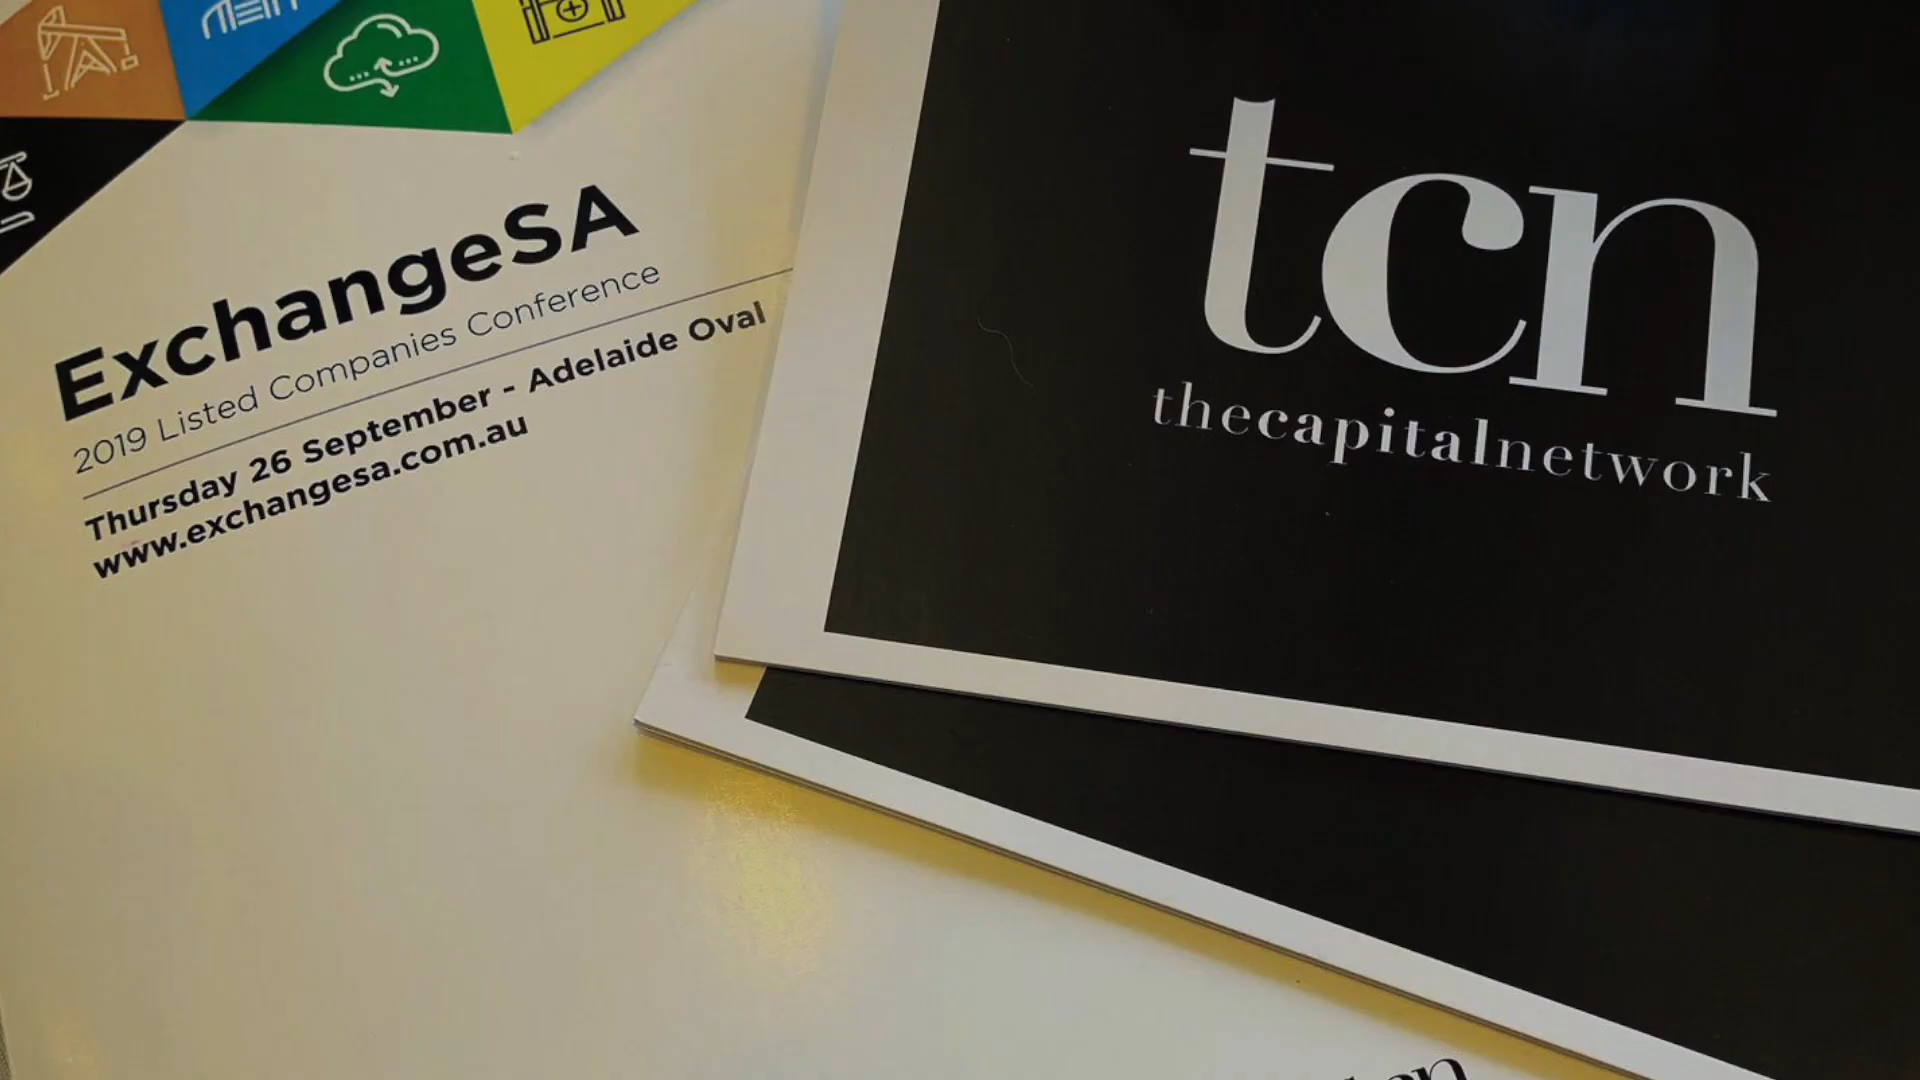 ExchangeSA
2019 Listed Companies Conference
Thursday 26 September - Adelaide Oval
www.exchangesa.com.au
tcn
thecapitalnetwork